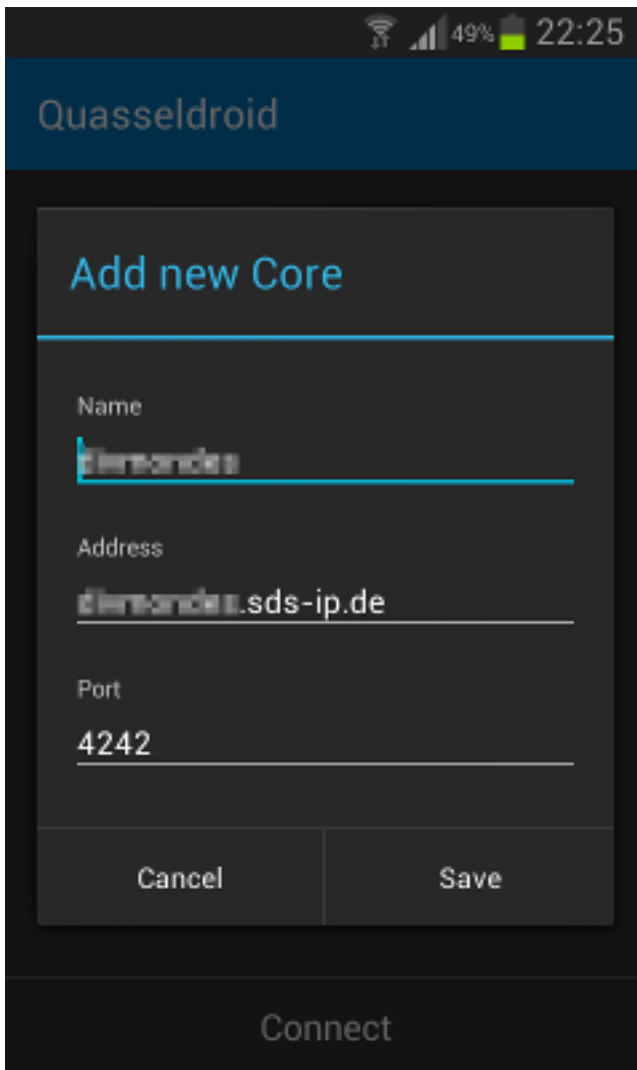 49% 22:25
Quasseldroid
Add new Core
Name
Address
.sds-ip.de
Port
4242
Cancel Save
Connect